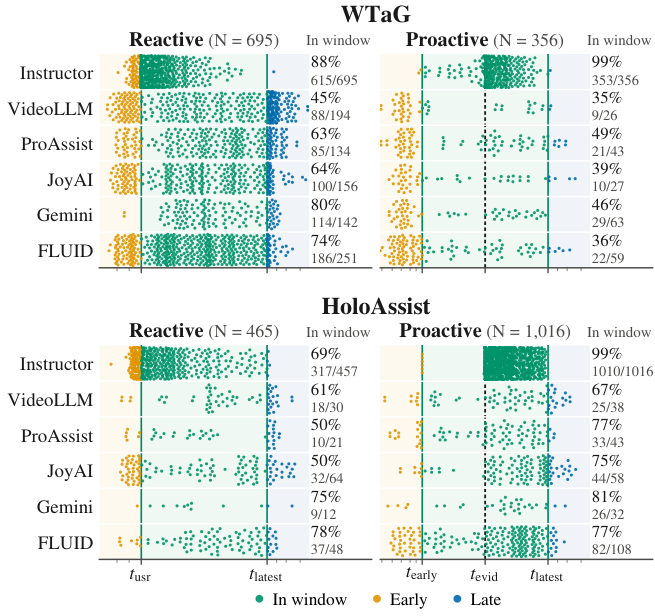 WTaG
Reactive (N = 695) In window Proactive (N = 356) In window
Instructor 88% 99%
615/695 353/356
VideoLLM 45% 35%
88/194 9/26
ProAssist 63% 49%
85/134 21/43
JoyAI 64% 39%
100/156 10/27
Gemini 80% 46%
114/142 29/63
FLUID 74% 36%
186/251 22/59
HoloAssist
Reactive (N = 465) In window Proactive (N = 1,016) In window
Instructor 69% 99%
317/457 1010/1016
VideoLLM 61% 67%
18/30 25/38
ProAssist 50% 77%
10/21 33/43
JoyAI 50% 75%
32/64 44/58
Gemini 75% 81%
9/12 26/32
FLUID 78% 77%
37/48 82/108
t_usr t_latest t_early t_evid t_latest
In window Early Late